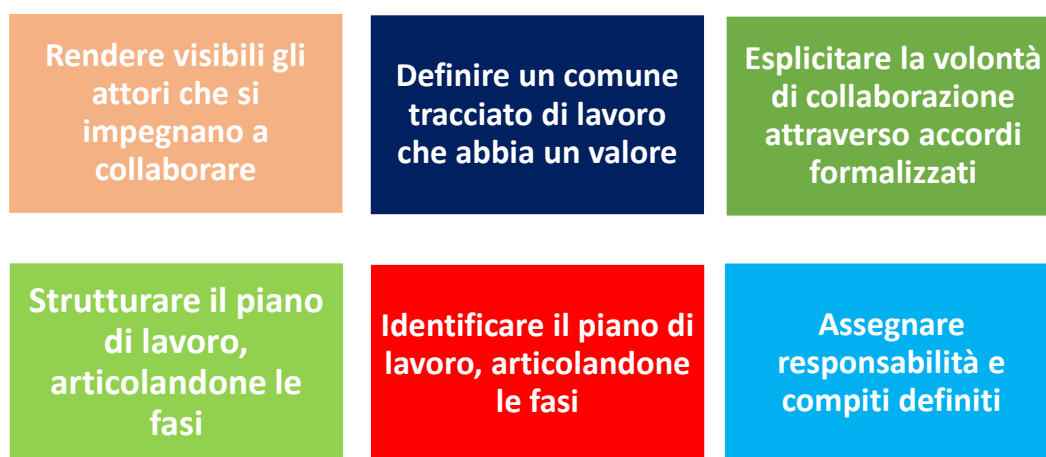 Rendere visibili gli
attori che si
impegnano a
collaborare
Definire un comune
tracciato di lavoro
che abbia un valore
Esplicitare la volontà
di collaborazione
attraverso accordi
formalizzati
Strutturare il piano
di lavoro,
articolandone le
fasi
Identificare il piano di
lavoro, articolandone
le fasi
Assegnare
responsabilità e
compiti definiti